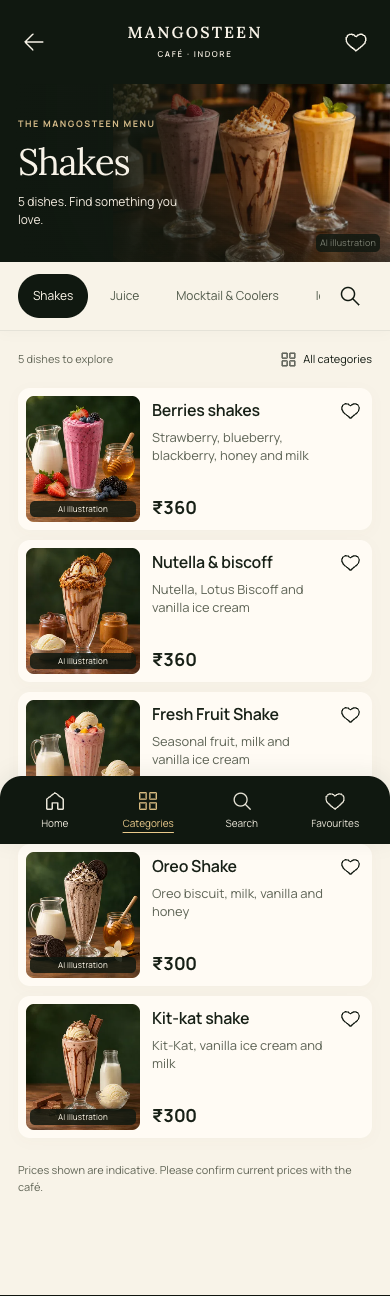 MANGOSTEEN
CAFÉ · INDORE
THE MANGOSTEEN MENU
Shakes
5 dishes. Find something you
love.
AI illustration
Shakes
Juice
Mocktail & Coolers
5 dishes to explore
All categories
Berries shakes
Strawberry, blueberry,
blackberry, honey and milk
AI illustration
₹360
Nutella & biscoff
Nutella, Lotus Biscoff and
vanilla ice cream
AI illustration
₹360
Fresh Fruit Shake
Seasonal fruit, milk and
vanilla ice cream
Home
Categories
Search
Favourites
Oreo Shake
Oreo biscuit, milk, vanilla and
honey
AI illustration
₹300
Kit-kat shake
Kit-Kat, vanilla ice cream and
milk
AI illustration
₹300
Prices shown are indicative. Please confirm current prices with the
café.